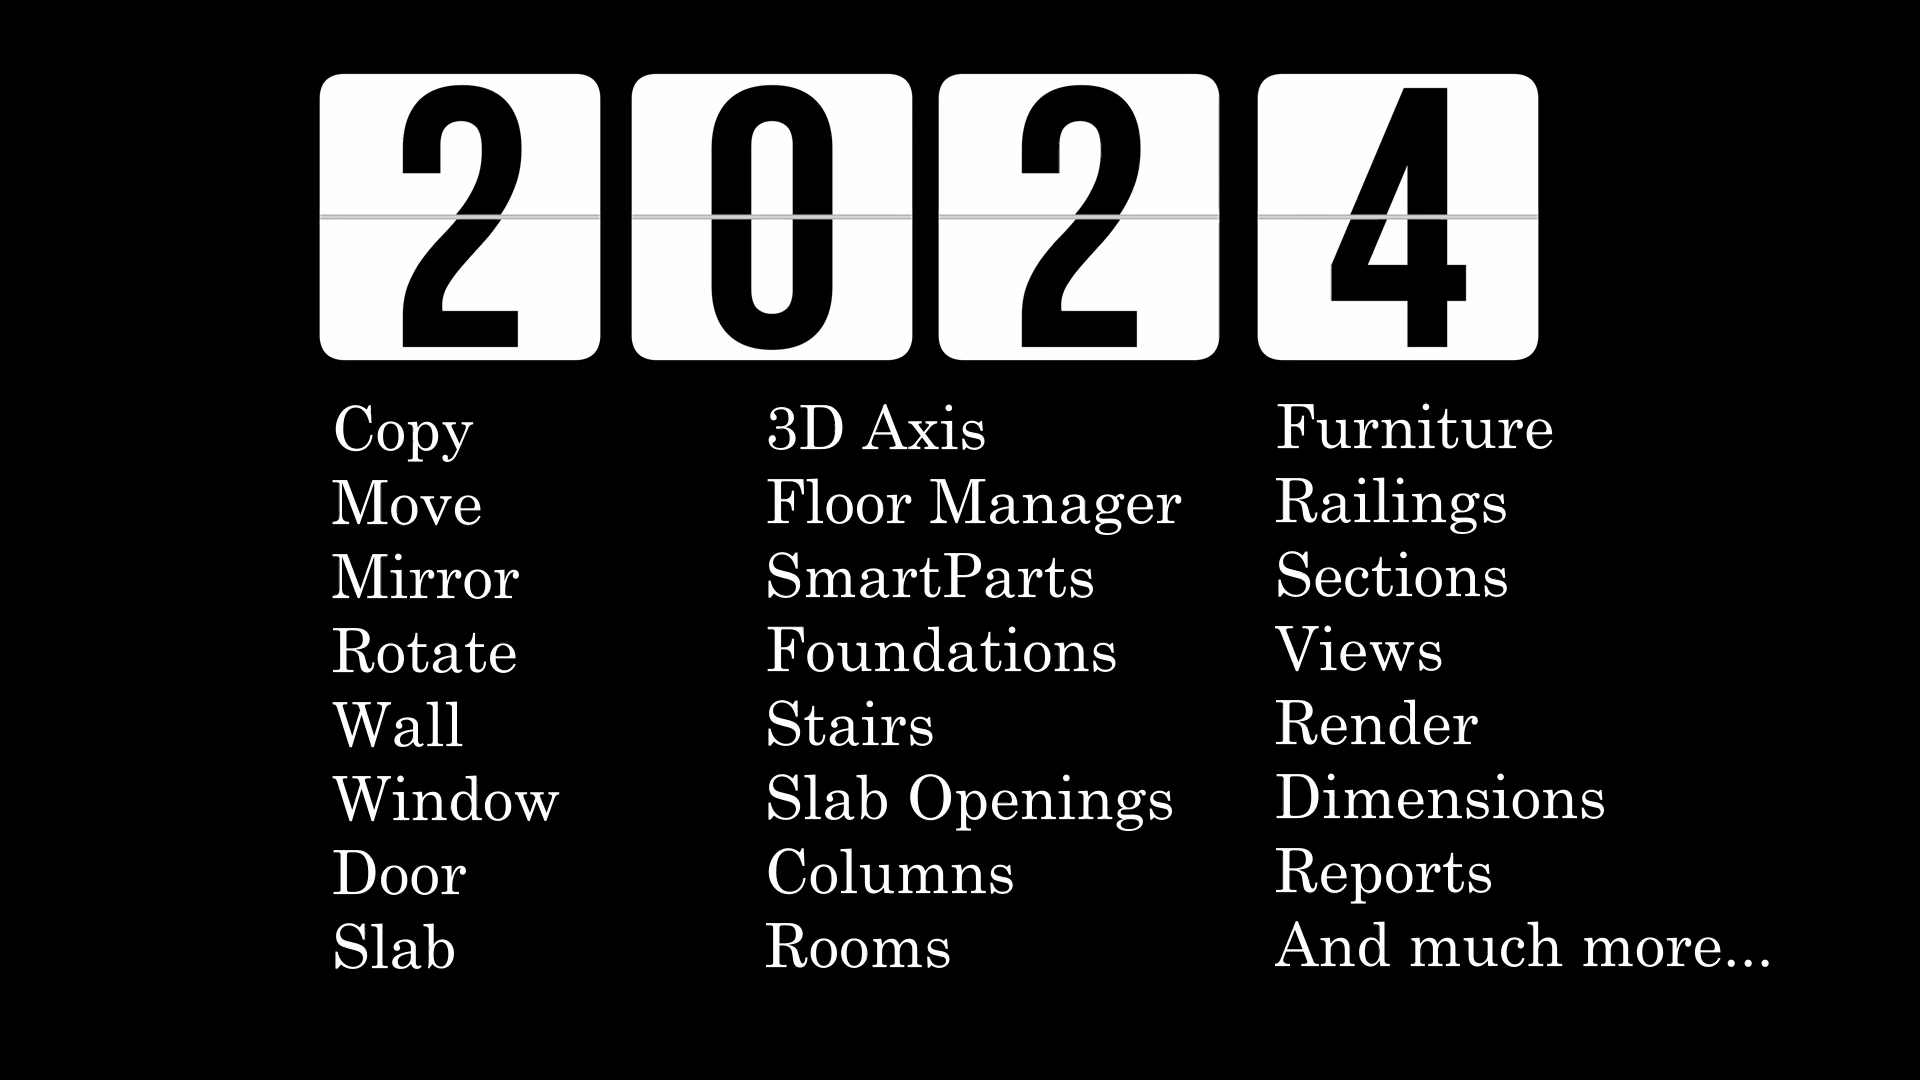 2024
Copy
Move
Mirror
Rotate
Wall
Window
Door
Slab
3D Axis
Floor Manager
SmartParts
Foundations
Stairs
Slab Openings
Columns
Rooms
Furniture
Railings
Sections
Views
Render
Dimensions
Reports
And much more...